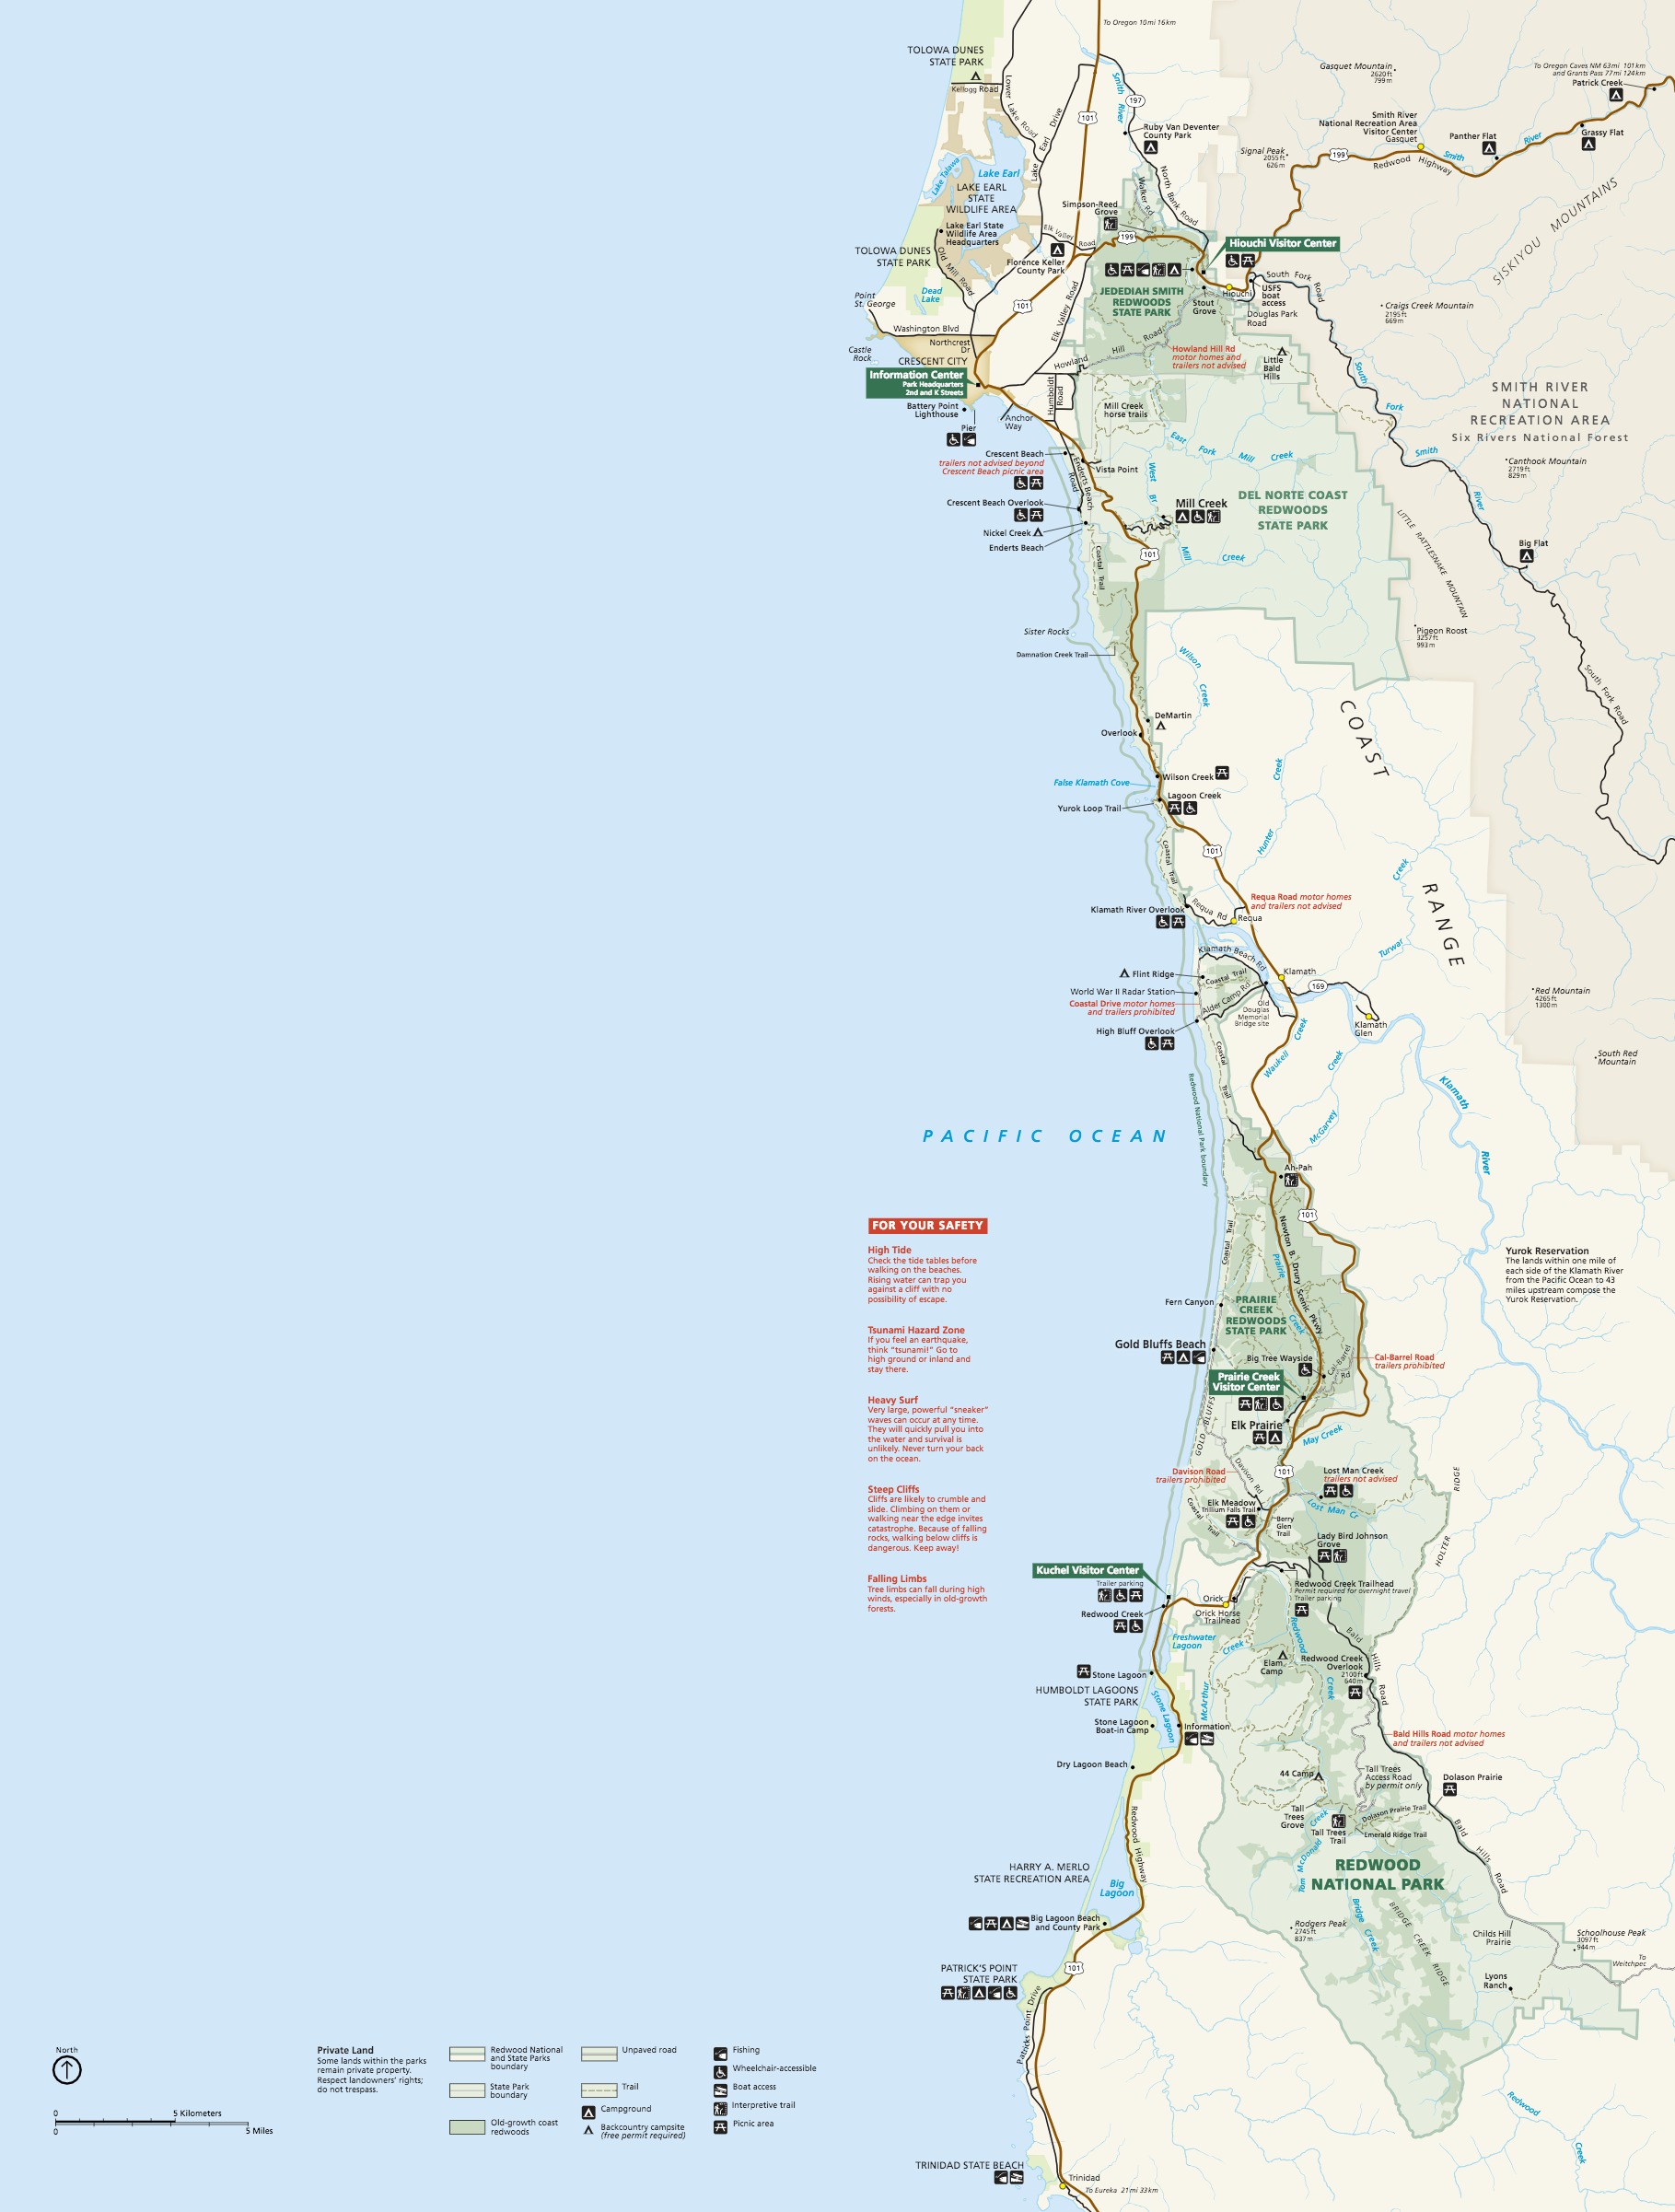 To Oregon 10mi 16km
TOLOWA DUNES
STATE PARK
Kellogg Road
Lower Lake Road
Lake Earl Drive
101
Smith River
197
Ruby Van Deventer
County Park
North Bank Road
Walker Rd
Gasquet Mountain
2620ft
799m
To Oregon Caves NM 63mi 101km
and Grants Pass 77mi 124km
Patrick Creek
Smith River
National Recreation Area
Visitor Center
Gasquet
Panther Flat
Grassy Flat
Smith River
Signal Peak
2055ft
626m
199
Redwood Highway
SISKIYOU MOUNTAINS
Lake Talawa
Lake Earl
LAKE EARL
STATE
WILDLIFE AREA
Lake Earl State
Wildlife Area
Headquarters
TOLOWA DUNES
STATE PARK
Old Mill Road
Dead
Lake
Point
St. George
Washington Blvd
Northcrest
Dr
Castle
Rock
CRESCENT CITY
Information Center
Park Headquarters
2nd and K Streets
Battery Point
Lighthouse
Pier
Anchor
Way
Simpson-Reed
Grove
Elk Valley Road
199
Florence Keller
County Park
101
Elk Valley Road
Hiouchi Visitor Center
JEDEDIAH SMITH
REDWOODS
STATE PARK
Stout
Grove
Hiouchi
USFS
boat
access
South Fork Road
Douglas Park
Road
Howland Hill Road
Howland Hill Rd
motor homes and
trailers not advised
Little
Bald
Hills
Humboldt Road
Mill Creek
horse trails
Craigs Creek Mountain
2195ft
669m
South Fork Smith River
SMITH RIVER
NATIONAL
RECREATION AREA
Six Rivers National Forest
Canthook Mountain
2719ft
829m
Crescent Beach
trailers not advised beyond
Crescent Beach picnic area
Enderts Beach Road
Vista Point
East Fork Mill Creek
West Br
Mill Creek
DEL NORTE COAST
REDWOODS
STATE PARK
Crescent Beach Overlook
Nickel Creek
Enderts Beach
Mill Creek
101
Coastal Trail
LITTLE RATTLESNAKE MOUNTAIN
Big Flat
Pigeon Roost
3257ft
993m
South Fork Road
Sister Rocks
Damnation Creek Trail
Wilson Creek
DeMartin
Overlook
COAST RANGE
False Klamath Cove
Wilson Creek
Lagoon Creek
Yurok Loop Trail
Hunter Creek
101
Coastal Trail
Turwar Creek
Requa Road motor homes
and trailers not advised
Klamath River Overlook
Requa Rd
Requa
Klamath Beach Rd
Klamath
Flint Ridge
Coastal Trail
169
World War II Radar Station
Coastal Drive motor homes
and trailers prohibited
Alder Camp Rd
Old
Douglas
Memorial
Bridge site
Klamath
Glen
Red Mountain
4265ft
1300m
High Bluff Overlook
Coastal Trail
Waukell Creek
Creek
McGarvey
South Red
Mountain
Klamath River
Redwood National Park boundary
PACIFIC OCEAN
Ah-Pah
101
FOR YOUR SAFETY
High Tide
Check the tide tables before
walking on the beaches.
Rising water can trap you
against a cliff with no
possibility of escape.
Tsunami Hazard Zone
If you feel an earthquake,
think “tsunami!” Go to
high ground or inland and
stay there.
Heavy Surf
Very large, powerful “sneaker”
waves can occur at any time.
They will quickly pull you into
the water and survival is
unlikely. Never turn your back
on the ocean.
Steep Cliffs
Cliffs are likely to crumble and
slide. Climbing on them or
walking near the edge invites
catastrophe. Because of falling
rocks, walking below cliffs is
dangerous. Keep away!
Falling Limbs
Tree limbs can fall during high
winds, especially in old-growth
forests.
Yurok Reservation
The lands within one mile of
each side of the Klamath River
from the Pacific Ocean to 43
miles upstream compose the
Yurok Reservation.
Coastal Trail
Newton B. Drury Scenic Pkwy
Prairie Creek
Fern Canyon
PRAIRIE
CREEK
REDWOODS
STATE PARK
Gold Bluffs Beach
Big Tree Wayside
Cal-Barrel Rd
Cal-Barrel Road
trailers prohibited
Prairie Creek
Visitor Center
GOLD BLUFFS
Elk Prairie
May Creek
Davison Road
trailers prohibited
Davison Rd
101
Lost Man Creek
trailers not advised
Lost Man Cr
Elk Meadow
Trillium Falls Trail
Coastal Trail
Berry
Glen
Trail
HOLTER RIDGE
Lady Bird Johnson
Grove
Kuchel Visitor Center
Trailer parking
Redwood Creek Trailhead
Permit required for overnight travel
Trailer parking
Redwood Creek
Orick
Orick Horse
Trailhead
Freshwater
Lagoon
Redwood Creek
Bald Hills Road
Elam
Camp
Redwood Creek
Overlook
2100ft
640m
Stone Lagoon
HUMBOLDT LAGOONS
STATE PARK
Stone Lagoon
McArthur Creek
Stone Lagoon
Boat-in Camp
Information
Bald Hills Road motor homes
and trailers not advised
Dry Lagoon Beach
44 Camp
Tall Trees
Access Road
by permit only
Dolason Prairie
Tall
Trees
Grove
Tall Trees
Trail
Dolason Prairie Trail
Emerald Ridge Trail
Bald Hills Road
Redwood Highway
Tom McDonald Creek
REDWOOD
NATIONAL PARK
HARRY A. MERLO
STATE RECREATION AREA
Big
Lagoon
Big Lagoon Beach
and County Park
Rodgers Peak
2745ft
837m
Bridge Creek
BRIDGE CREEK RIDGE
Childs Hill
Prairie
Schoolhouse Peak
3097ft
944m
To
Weitchpec
Lyons
Ranch
101
PATRICK'S POINT
STATE PARK
Patricks Point Drive
Redwood Creek
TRINIDAD STATE BEACH
Trinidad
To Eureka 21mi 33km
North
0
5 Kilometers
0
5 Miles
Private Land
Some lands within the parks
remain private property.
Respect landowners' rights;
do not trespass.
Redwood National
and State Parks
boundary
State Park
boundary
Old-growth coast
redwoods
Unpaved road
Trail
Campground
Backcountry campsite
(free permit required)
Fishing
Wheelchair-accessible
Boat access
Interpretive trail
Picnic area